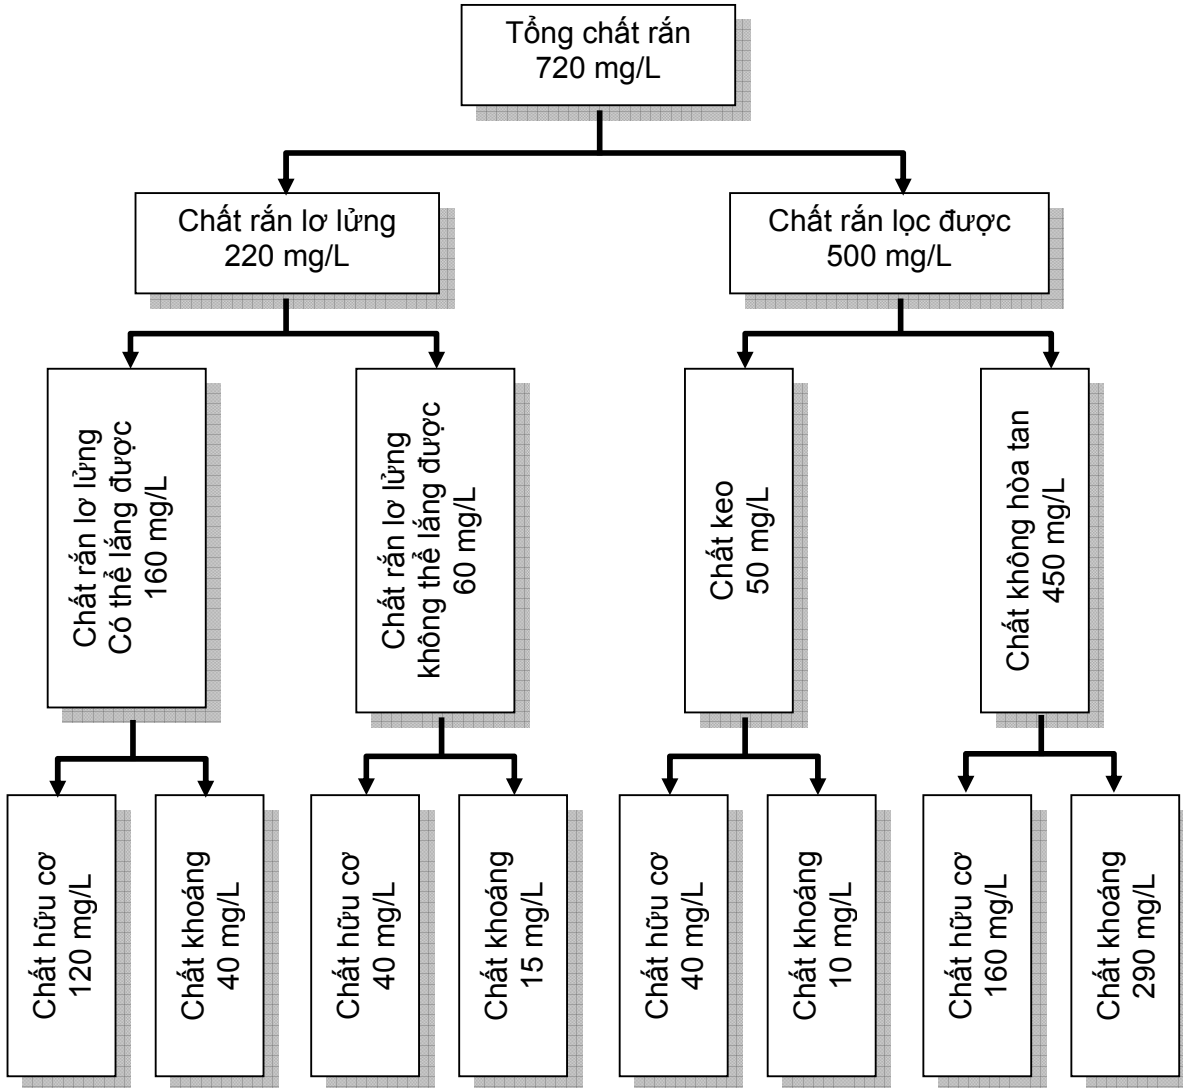 Tổng chất rắn
720 mg/L
Chất rắn lơ lửng
220 mg/L
Chất rắn lọc được
500 mg/L
Chất rắn lơ lửng
Có thể lắng được
160 mg/L
Chất rắn lơ lửng
không thể lắng được
60 mg/L
Chất keo
50 mg/L
Chất không hòa tan
450 mg/L
Chất hữu cơ
120 mg/L
Chất khoáng
40 mg/L
Chất hữu cơ
40 mg/L
Chất khoáng
15 mg/L
Chất hữu cơ
40 mg/L
Chất khoáng
10 mg/L
Chất hữu cơ
160 mg/L
Chất khoáng
290 mg/L